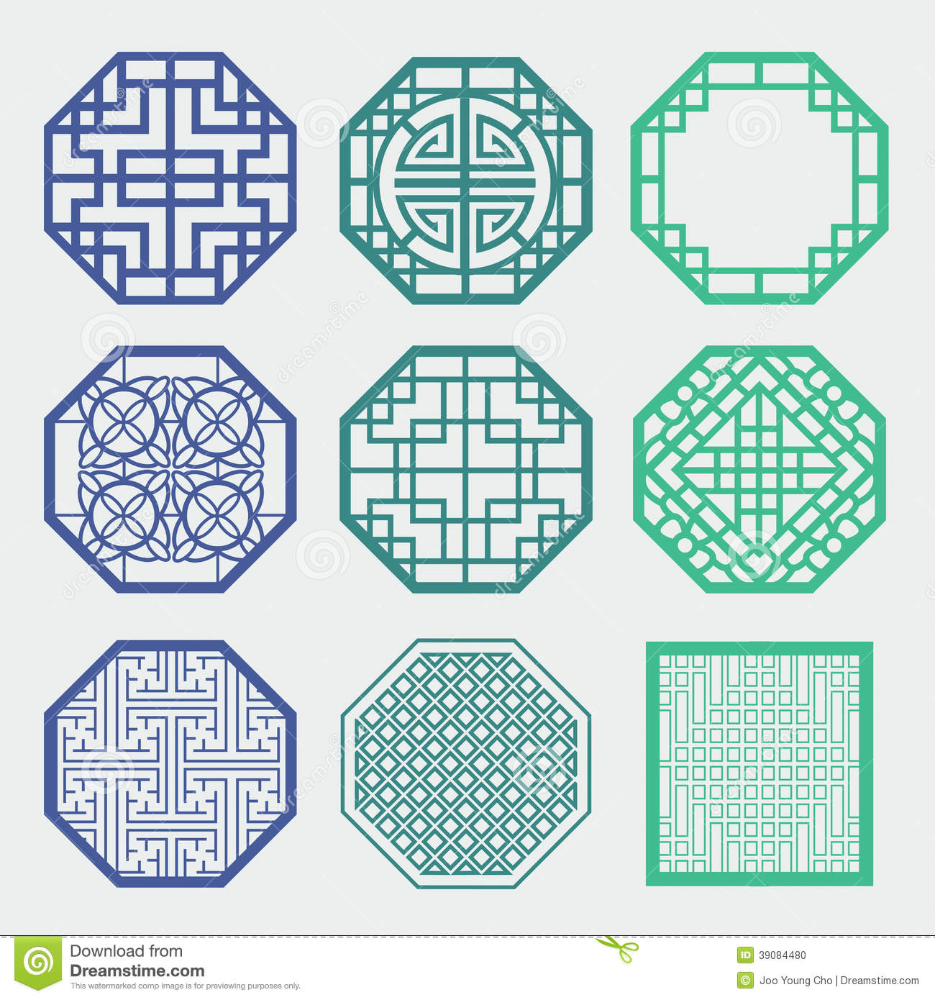 Download from
Dreamstime.com
This watermarked comp image is for previewing purposes only.
ID 39084480
© Joo Young Cho | Dreamstime.com